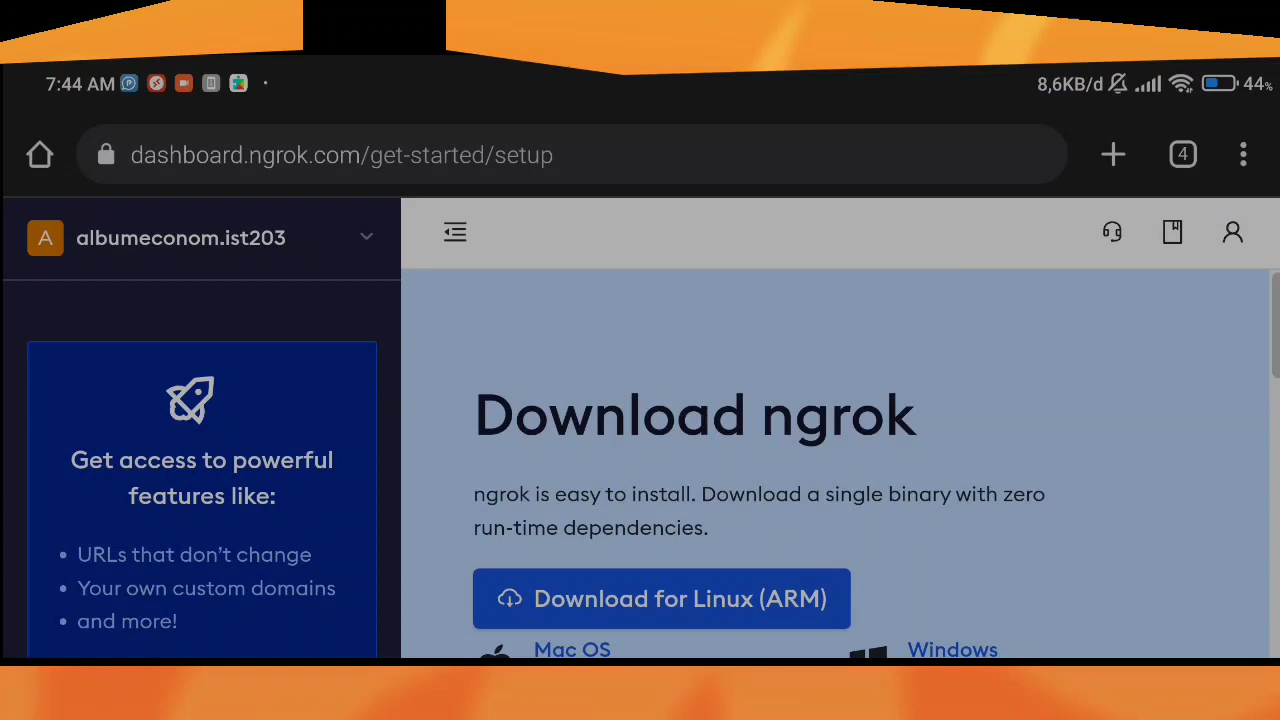 7:44 AM
8,6KB/d
44%
dashboard.ngrok.com/get-started/setup
4
A
albumeconom.ist203
Get access to powerful
features like:
• URLs that don’t change
• Your own custom domains
• and more!
Download ngrok
ngrok is easy to install. Download a single binary with zero
run-time dependencies.
Download for Linux (ARM)
Mac OS
Windows